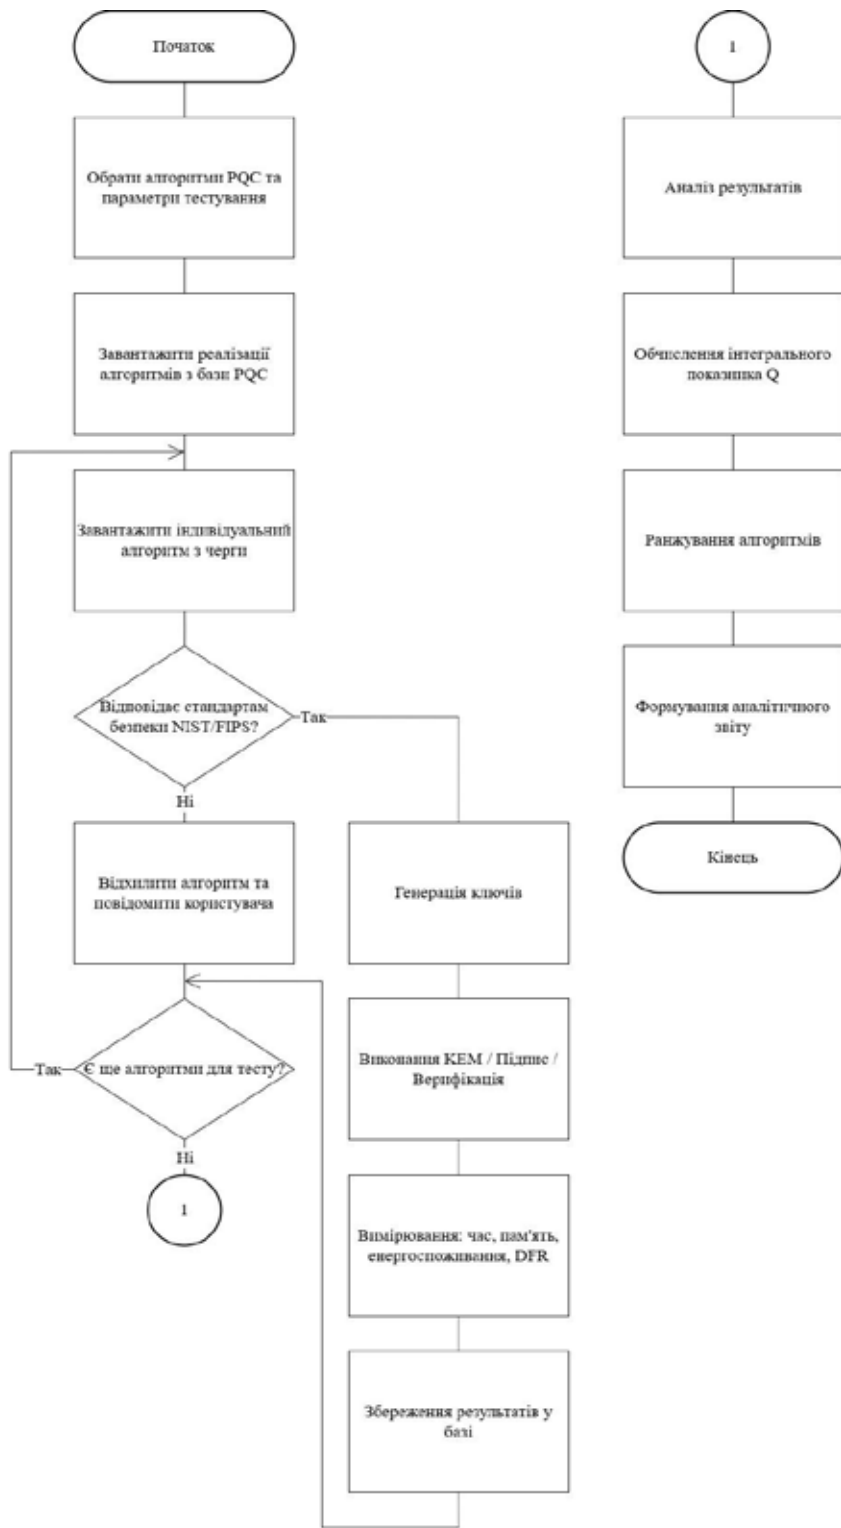 Початок
Обрати алгоритми PQC та
параметри тестування
Завантажити реалізації
алгоритмів з бази PQC
Завантажити індивідуальний
алгоритм з черги
Відповідає стандартам
безпеки NIST/FIPS?
Так
Ні
Відхилити алгоритм та
повідомити користувача
Є ще алгоритми для тесту?
Так
Ні
1
Генерація ключів
Виконання КЕМ / Підпис /
Верифікація
Вимірювання: час, пам'ять,
енергоспоживання, DFR
Збереження результатів у
базі
1
Аналіз результатів
Обчислення інтегрального
показника Q
Ранжування алгоритмів
Формування аналітичного
звіту
Кінець